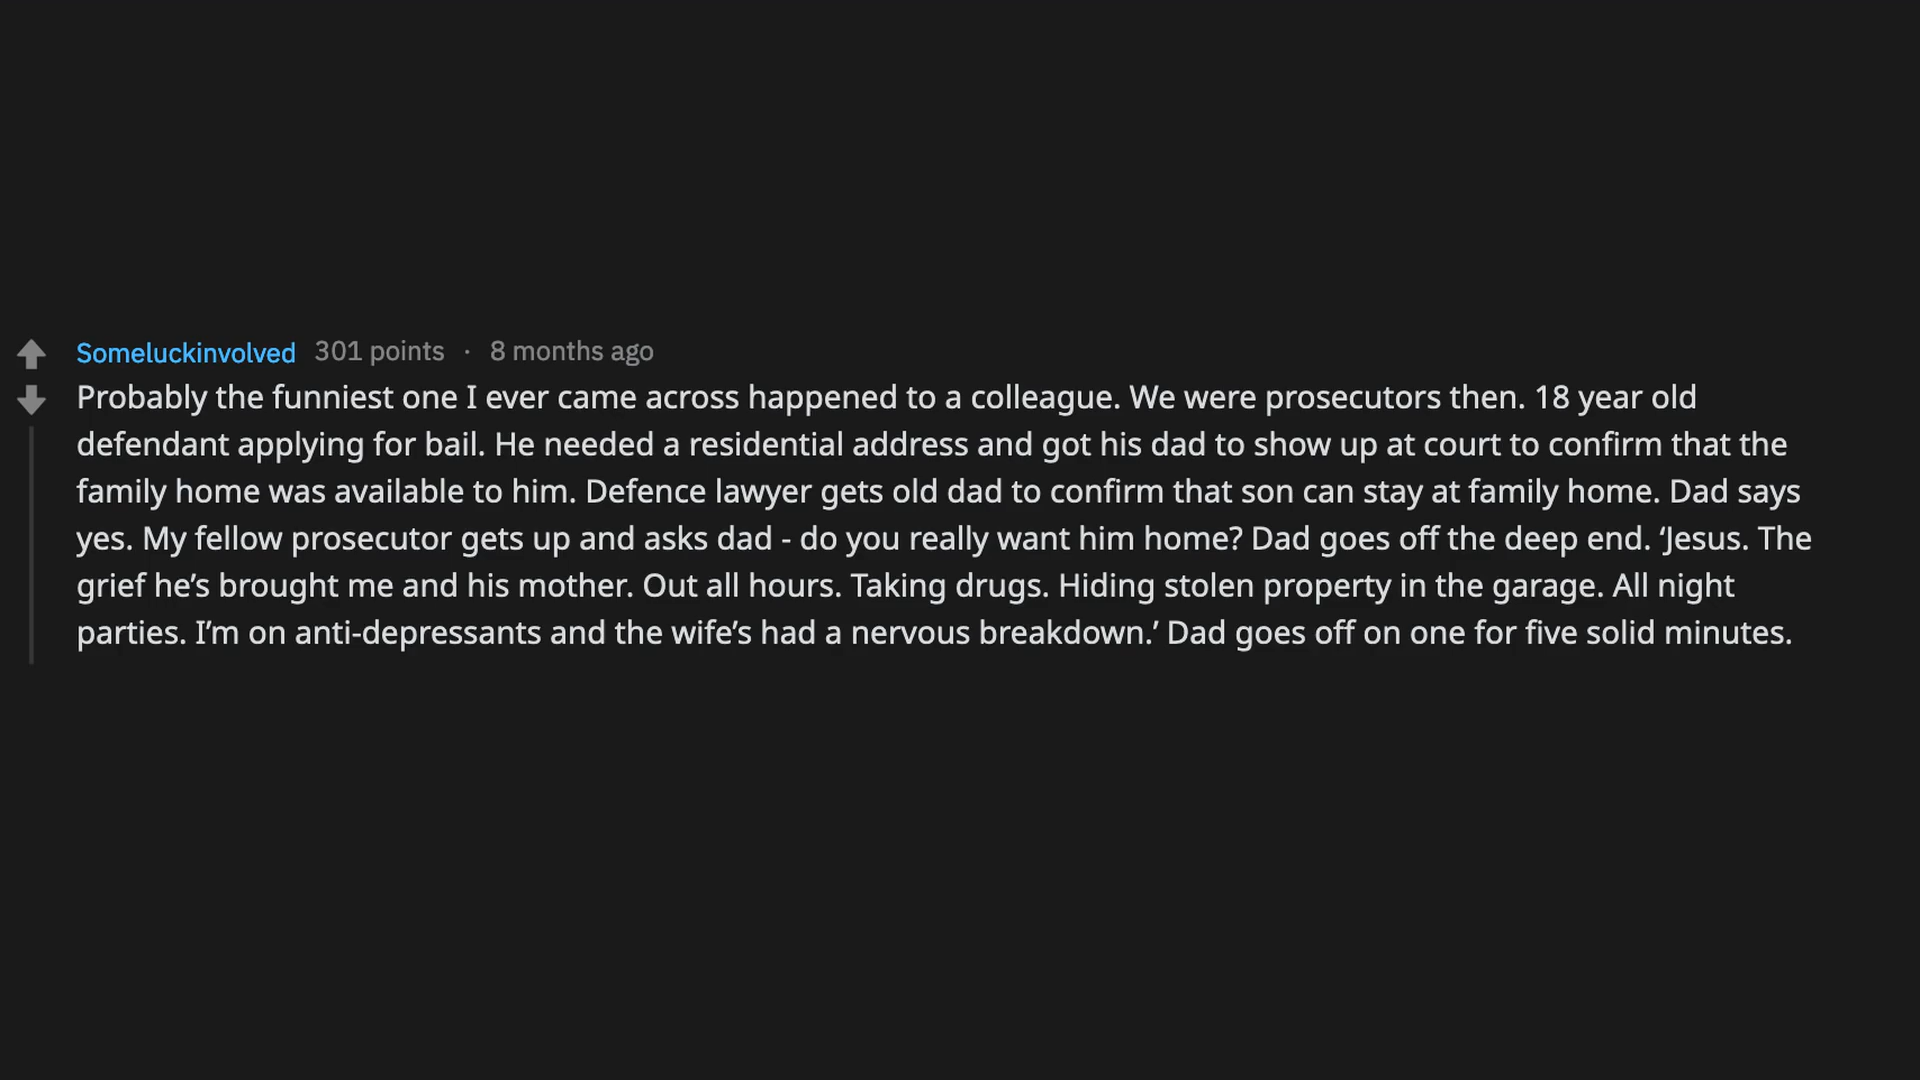 Someluckinvolved 301 points · 8 months ago
Probably the funniest one I ever came across happened to a colleague. We were prosecutors then. 18 year old
defendant applying for bail. He needed a residential address and got his dad to show up at court to confirm that the
family home was available to him. Defence lawyer gets old dad to confirm that son can stay at family home. Dad says
yes. My fellow prosecutor gets up and asks dad - do you really want him home? Dad goes off the deep end. ‘Jesus. The
grief he’s brought me and his mother. Out all hours. Taking drugs. Hiding stolen property in the garage. All night
parties. I’m on anti-depressants and the wife’s had a nervous breakdown.’ Dad goes off on one for five solid minutes.